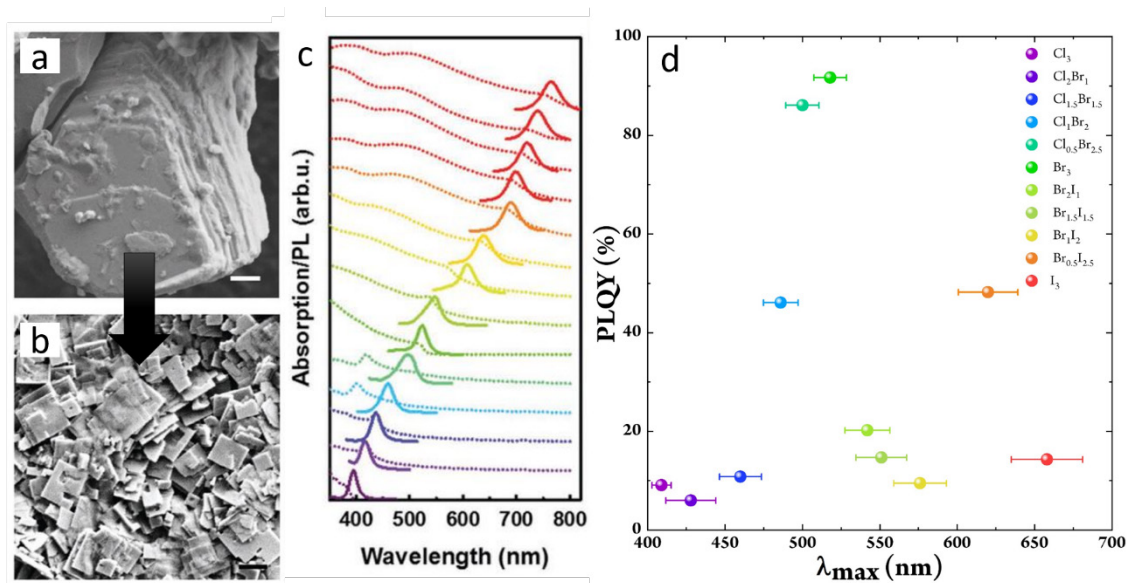 a
b
c
Absorption/PL (arb.u.)
350 400 500 600 700 800
Wavelength (nm)
d
PLQY (%)
100
80
60
40
20
0
400 450 500 550 600 650 700
λmax (nm)
Cl3
Cl2Br1
Cl1.5Br1.5
Cl1Br2
Cl0.5Br2.5
Br3
Br2I1
Br1.5I1.5
Br1I2
Br0.5I2.5
I3